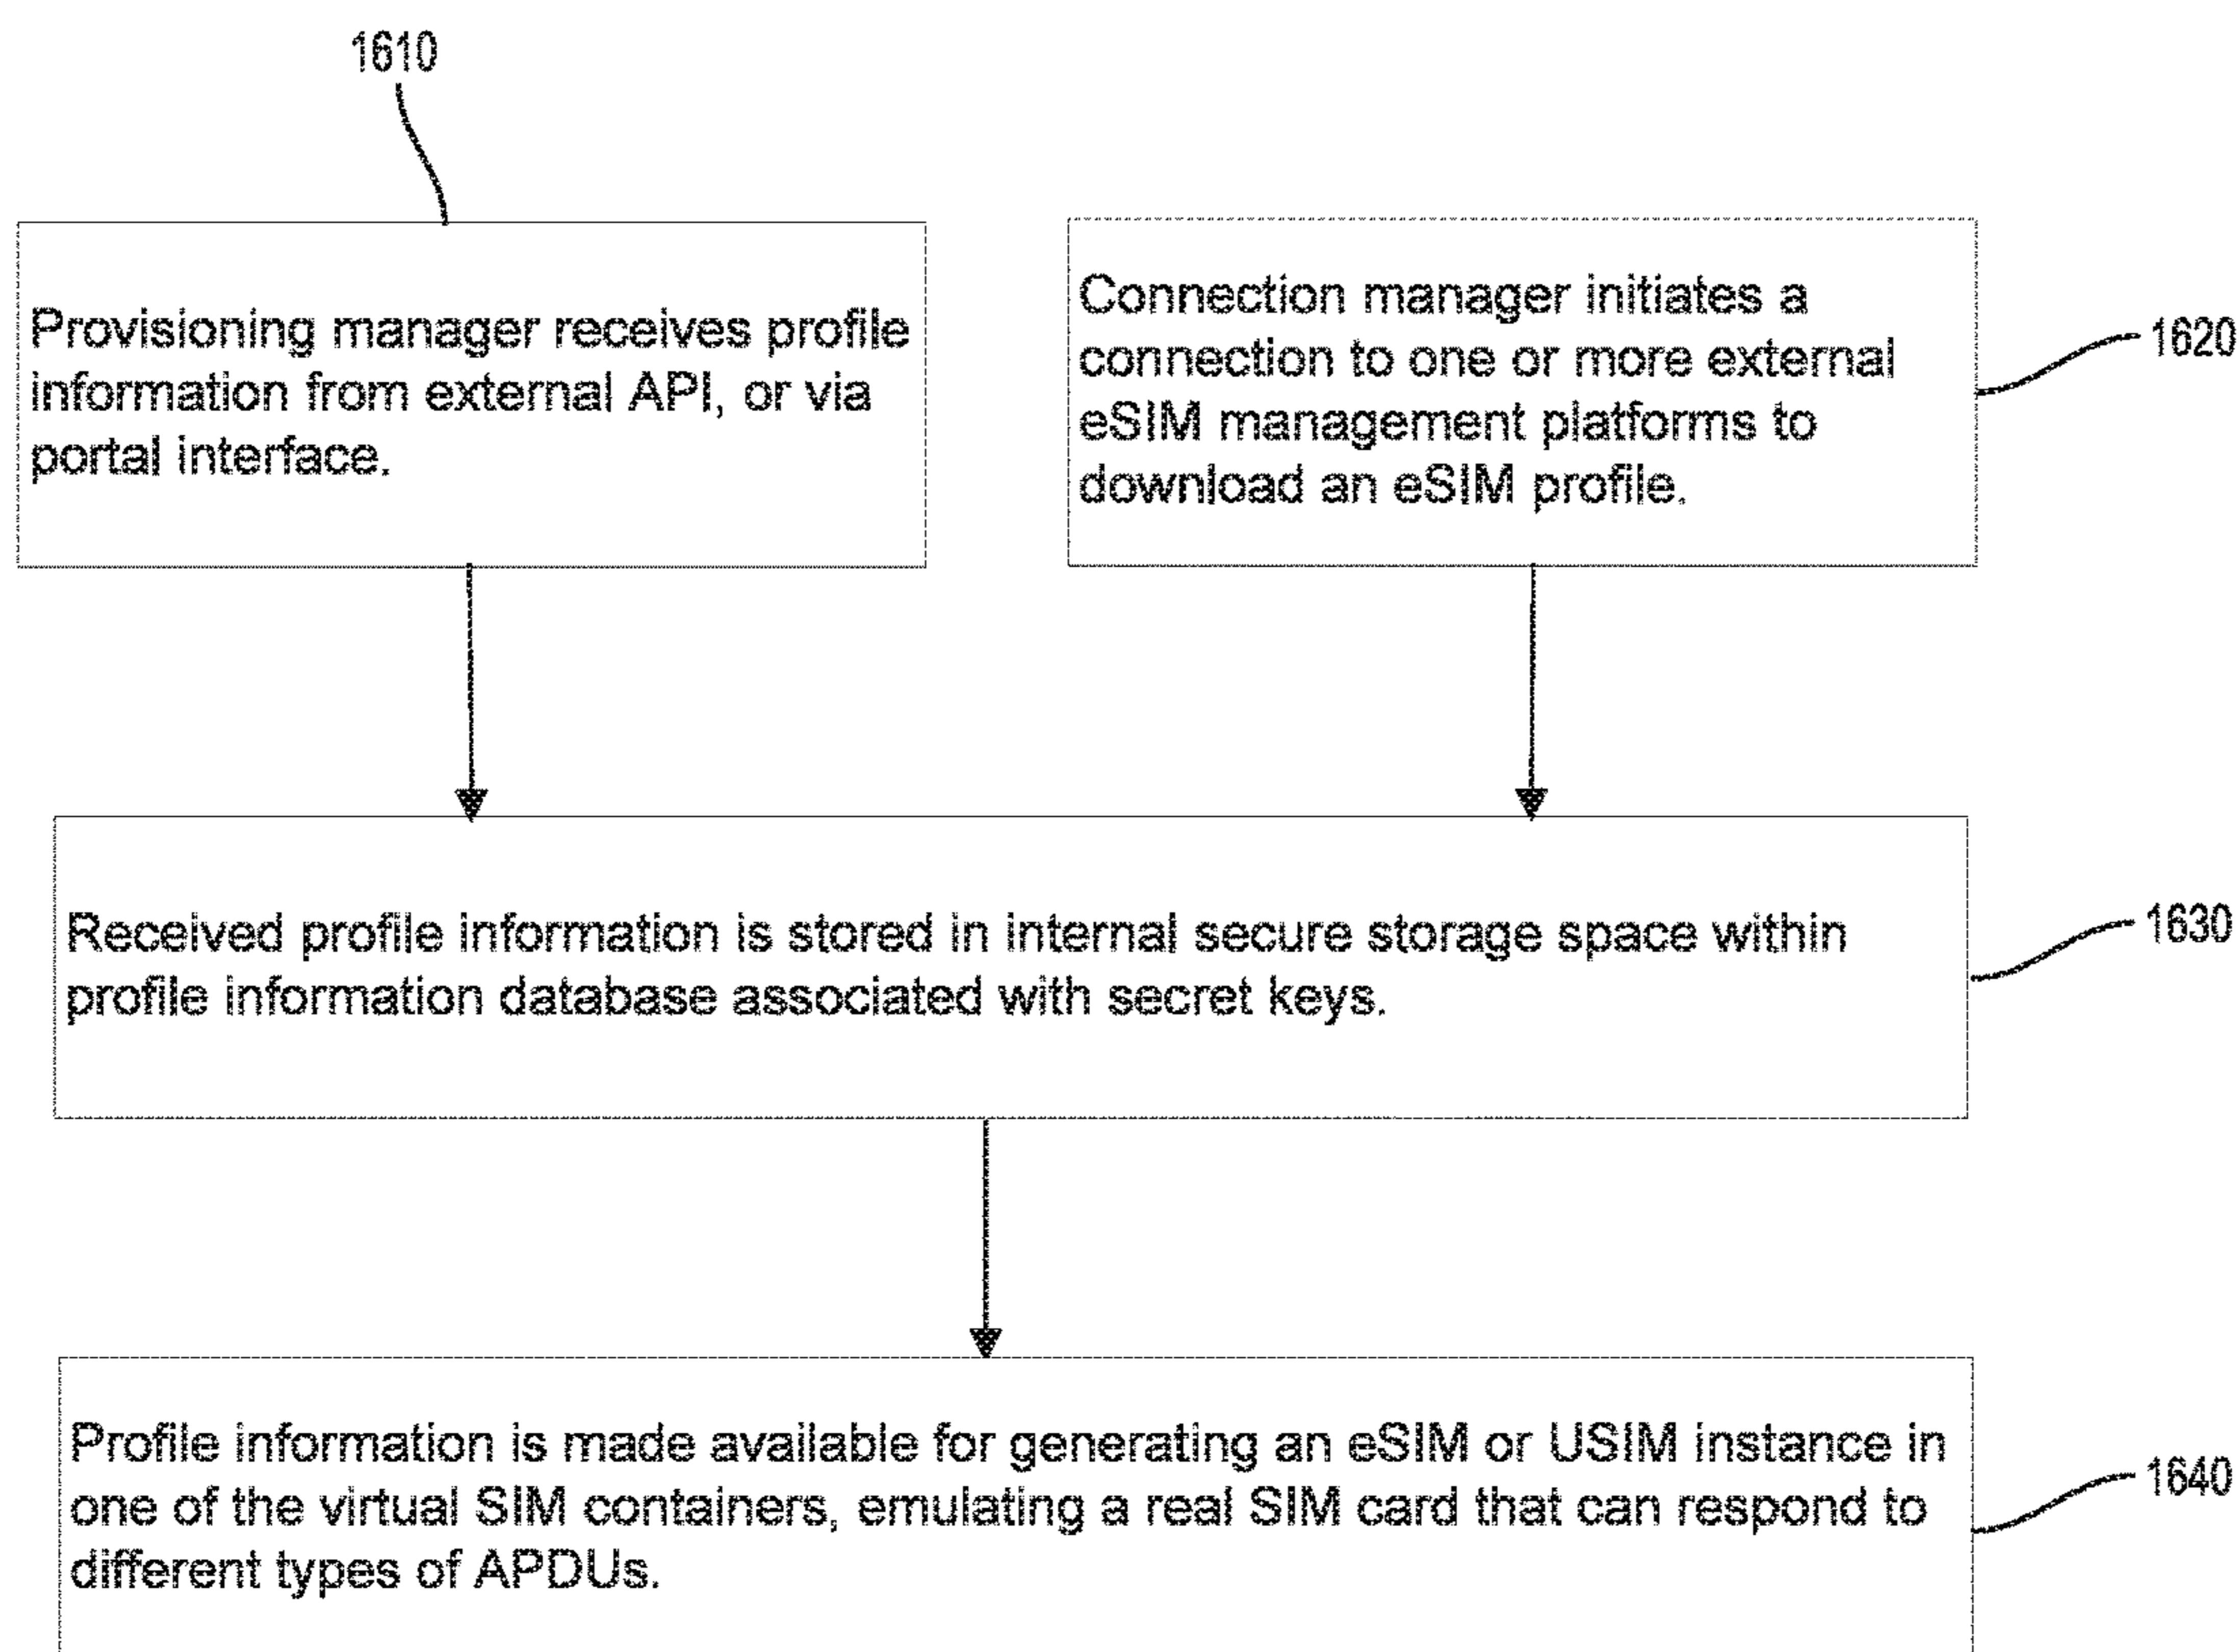 1610
Provisioning manager receives profile
information from external API, or via
portal interface.
Connection manager initiates a
connection to one or more external
eSIM management platforms to
download an eSIM profile.
1620
Received profile information is stored in internal secure storage space within
profile information database associated with secret keys.
1630
Profile information is made available for generating an eSIM or USIM instance in
one of the virtual SIM containers, emulating a real SIM card that can respond to
different types of APDUs.
1640